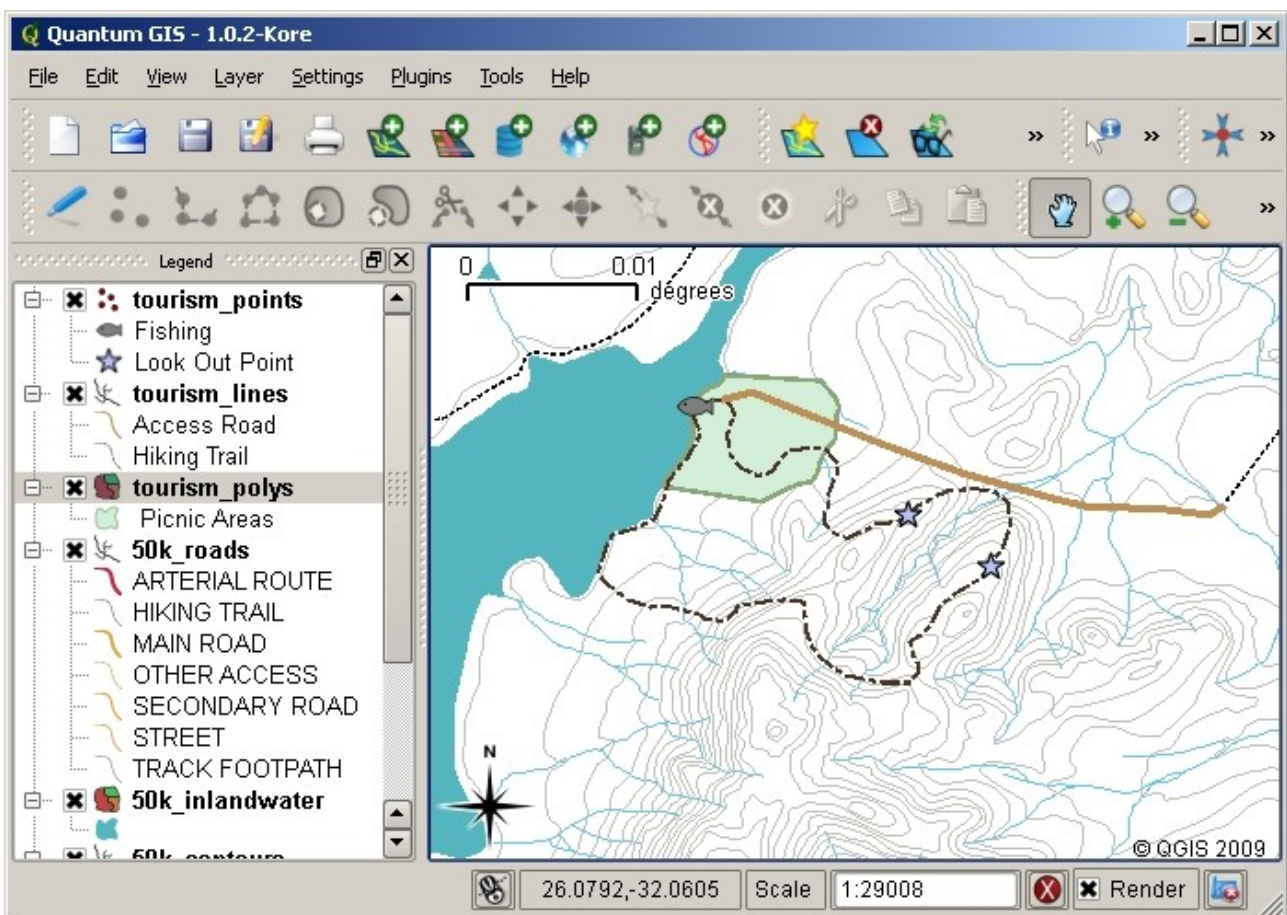 Quantum GIS - 1.0.2-Kore
File Edit View Layer Settings Plugins Tools Help
Legend
tourism_points
Fishing
Look Out Point
tourism_lines
Access Road
Hiking Trail
tourism_polys
Picnic Areas
50k_roads
ARTERIAL ROUTE
HIKING TRAIL
MAIN ROAD
OTHER ACCESS
SECONDARY ROAD
STREET
TRACK FOOTPATH
50k_inlandwater
50k_contours
0 0.01
dégrees
N
© QGIS 2009
26.0792,-32.0605 Scale 1:29008 Render